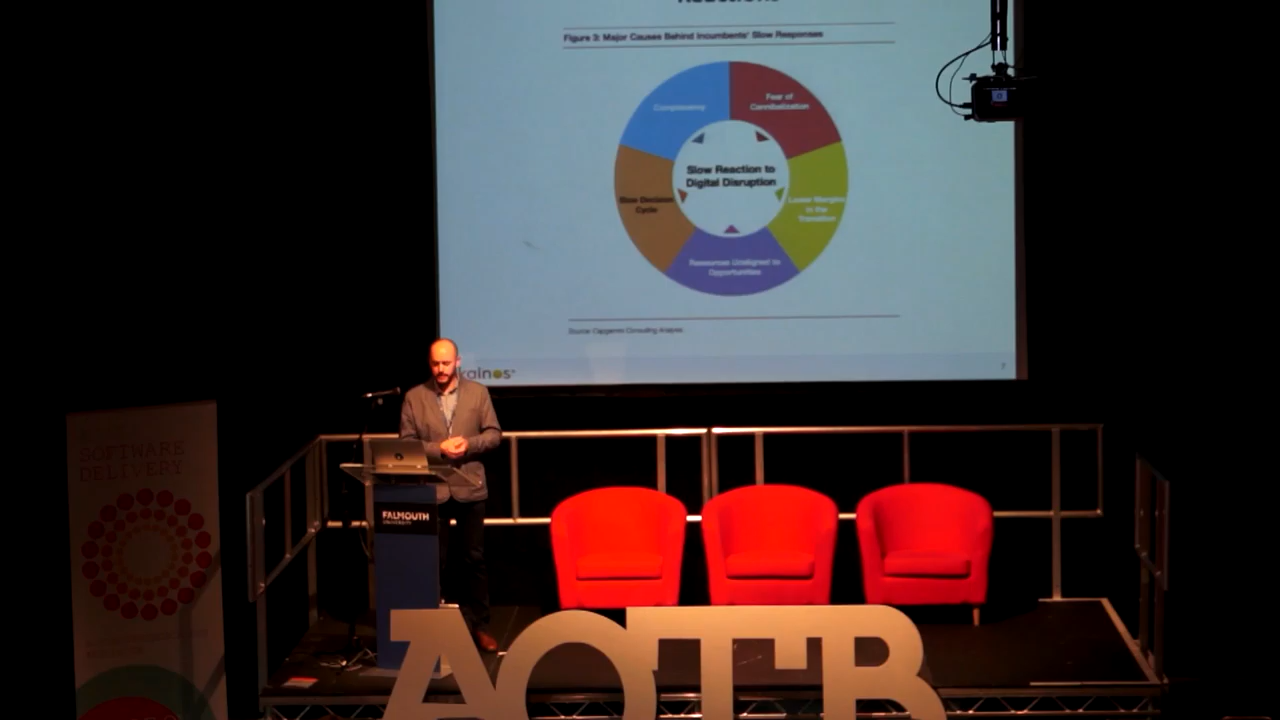 Figure 3: Major Causes Behind Incumbents' Slow Responses
Complacency
Fear of
Cannibalization
Slow Reaction to
Digital Disruption
Slow Decision
Cycle
Lower Margins
in the
Transition
Resources Unaligned to
Opportunities
Source: Capgemini Consulting Analysis
kainos
7
SOFTWARE
DELIVERY
FALMOUTH
UNIVERSITY
AOTB